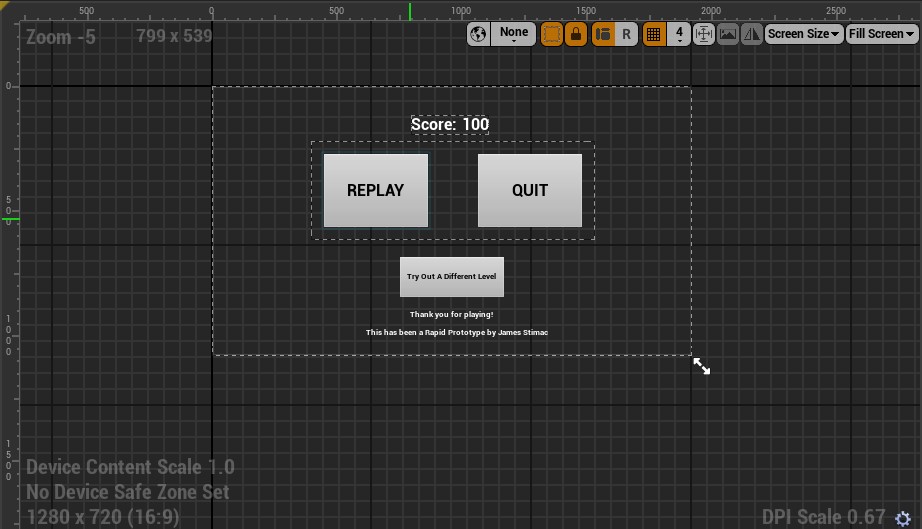 500 0 500 1000 1500 2000 2500
Zoom -5 799 x 539 None R 4 Screen Size Fill Screen
0
Score: 100
REPLAY QUIT
500
Try Out A Different Level
Thank you for playing!
1000
This has been a Rapid Prototype by James Stimac
1500
Device Content Scale 1.0
No Device Safe Zone Set
1280 x 720 (16:9) DPI Scale 0.67